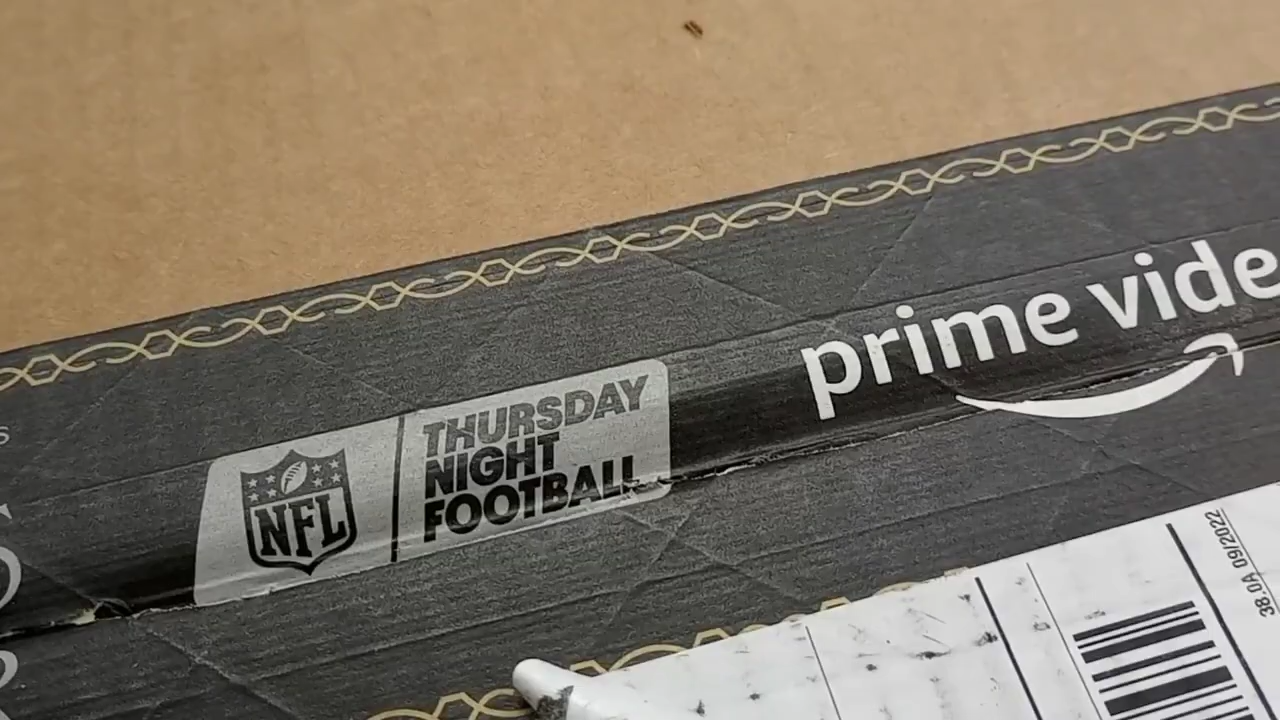 prime vide
NFL
THURSDAY
NIGHT
FOOTBALL
38.0A 09/2022